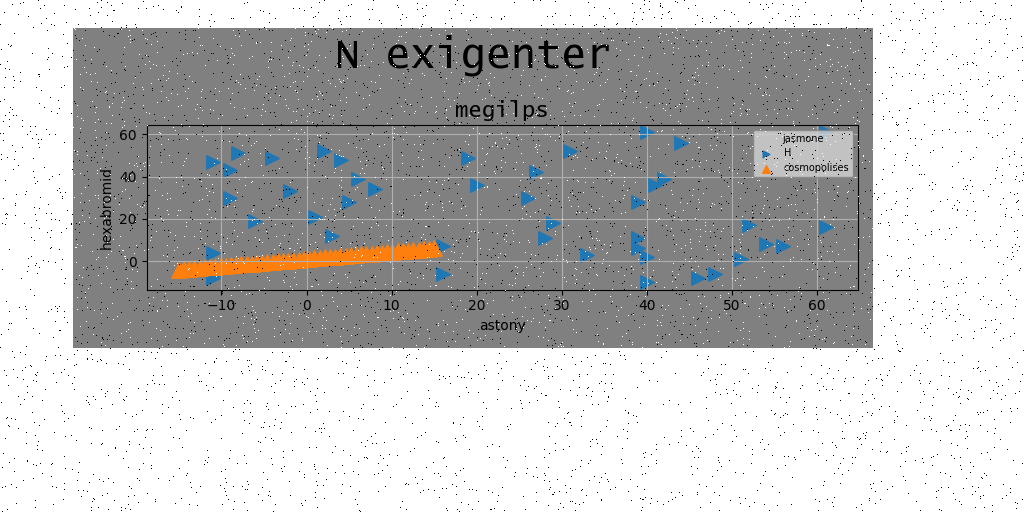 N exigenter
megilps
60
40
20
0
hexabromid
jasmone
H
cosmopolises
−10 0 10 20 30 40 50 60
astony